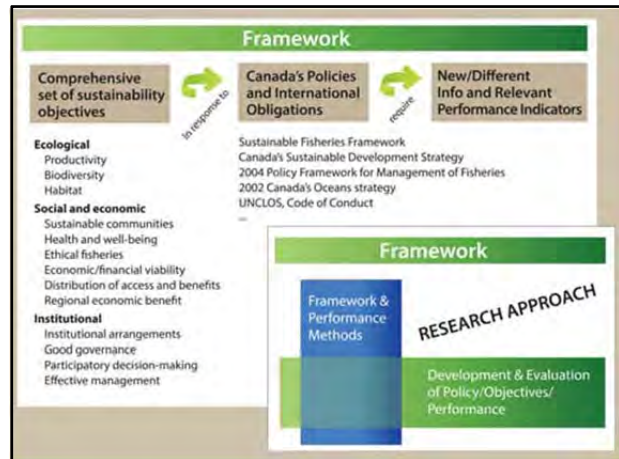 Framework
Comprehensive
set of sustainability
objectives
in response to
Canada's Policies
and International
Obligations
require
New/Different
Info and Relevant
Performance Indicators
Ecological
Productivity
Biodiversity
Habitat
Social and economic
Sustainable communities
Health and well-being
Ethical fisheries
Economic/financial viability
Distribution of access and benefits
Regional economic benefit
Institutional
Institutional arrangements
Good governance
Participatory decision-making
Effective management
Sustainable Fisheries Framework
Canada's Sustainable Development Strategy
2004 Policy Framework for Management of Fisheries
2002 Canada's Oceans strategy
UNCLOS, Code of Conduct
...
Framework
Framework &
Performance
Methods
RESEARCH APPROACH
Development & Evaluation
of Policy/Objectives/
Performance